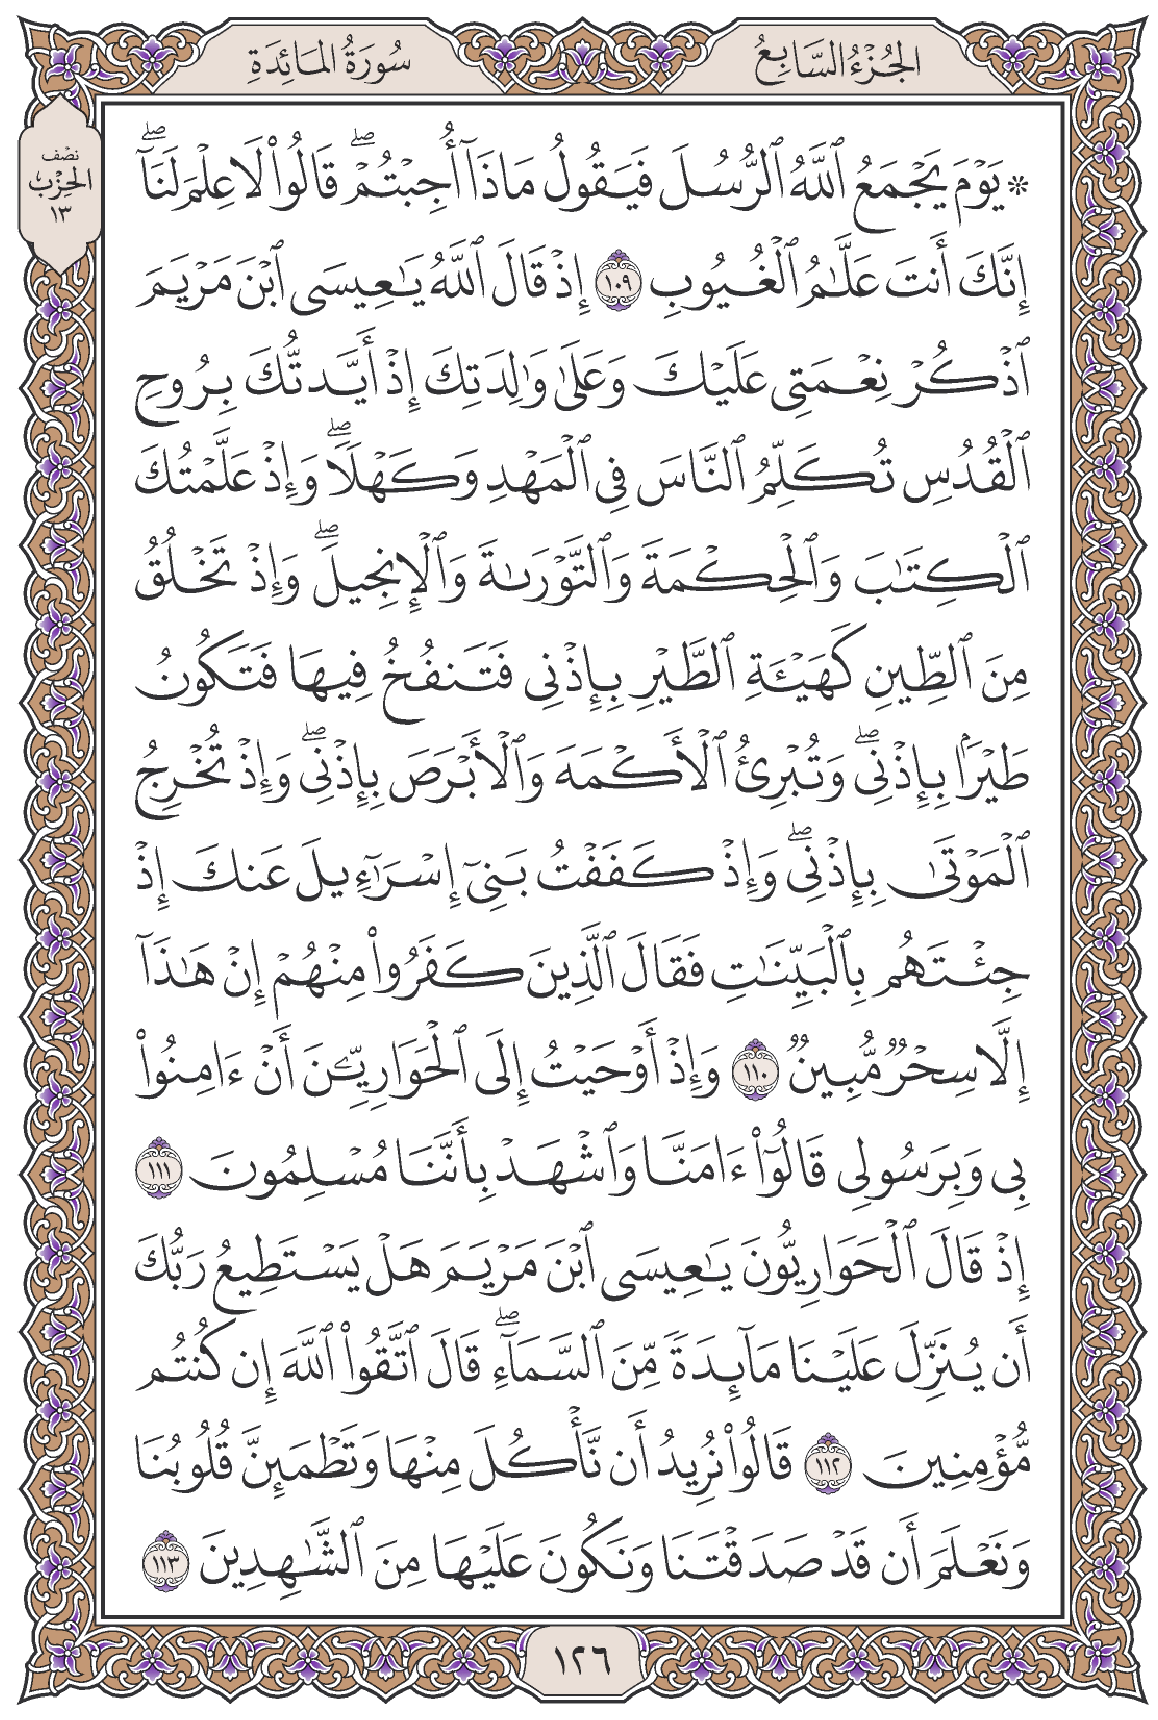 الجُزْءُ السَّابِعُ
سُورَةُ المَائِدَةِ
نصف
الحِزْب
١٣
۞ يَوْمَ يَجْمَعُ ٱللَّهُ ٱلرُّسُلَ فَيَقُولُ مَاذَآ أُجِبْتُمْۖ قَالُوا۟ لَا عِلْمَ لَنَآۖ
إِنَّكَ أَنتَ عَلَّٰمُ ٱلْغُيُوبِ ١٠٩ إِذْ قَالَ ٱللَّهُ يَٰعِيسَى ٱبْنَ مَرْيَمَ
ٱذْكُرْ نِعْمَتِى عَلَيْكَ وَعَلَىٰ وَٰلِدَتِكَ إِذْ أَيَّدتُّكَ بِرُوحِ
ٱلْقُدُسِ تُكَلِّمُ ٱلنَّاسَ فِى ٱلْمَهْدِ وَكَهْلًاۖ وَإِذْ عَلَّمْتُكَ
ٱلْكِتَٰبَ وَٱلْحِكْمَةَ وَٱلتَّوْرَىٰةَ وَٱلْإِنجِيلَۖ وَإِذْ تَخْلُقُ
مِنَ ٱلطِّينِ كَهَيْـَٔةِ ٱلطَّيْرِ بِإِذْنِى فَتَنفُخُ فِيهَا فَتَكُونُ
طَيْرًۢا بِإِذْنِىۖ وَتُبْرِئُ ٱلْأَكْمَهَ وَٱلْأَبْرَصَ بِإِذْنِىۖ وَإِذْ تُخْرِجُ
ٱلْمَوْتَىٰ بِإِذْنِىۖ وَإِذْ كَفَفْتُ بَنِىٓ إِسْرَٰٓءِيلَ عَنكَ إِذْ
جِئْتَهُم بِٱلْبَيِّنَٰتِ فَقَالَ ٱلَّذِينَ كَفَرُوا۟ مِنْهُمْ إِنْ هَٰذَآ
إِلَّا سِحْرٌ مُّبِينٌ ١١٠ وَإِذْ أَوْحَيْتُ إِلَى ٱلْحَوَارِيِّـۧنَ أَنْ ءَامِنُوا۟
بِى وَبِرَسُولِى قَالُوٓا۟ ءَامَنَّا وَٱشْهَدْ بِأَنَّنَا مُسْلِمُونَ ١١١
إِذْ قَالَ ٱلْحَوَارِيُّونَ يَٰعِيسَى ٱبْنَ مَرْيَمَ هَلْ يَسْتَطِيعُ رَبُّكَ
أَن يُنَزِّلَ عَلَيْنَا مَآئِدَةً مِّنَ ٱلسَّمَآءِۖ قَالَ ٱتَّقُوا۟ ٱللَّهَ إِن كُنتُم
مُّؤْمِنِينَ ١١٢ قَالُوا۟ نُرِيدُ أَن نَّأْكُلَ مِنْهَا وَتَطْمَئِنَّ قُلُوبُنَا
وَنَعْلَمَ أَن قَدْ صَدَقْتَنَا وَنَكُونَ عَلَيْهَا مِنَ ٱلشَّٰهِدِينَ ١١٣
١٢٦